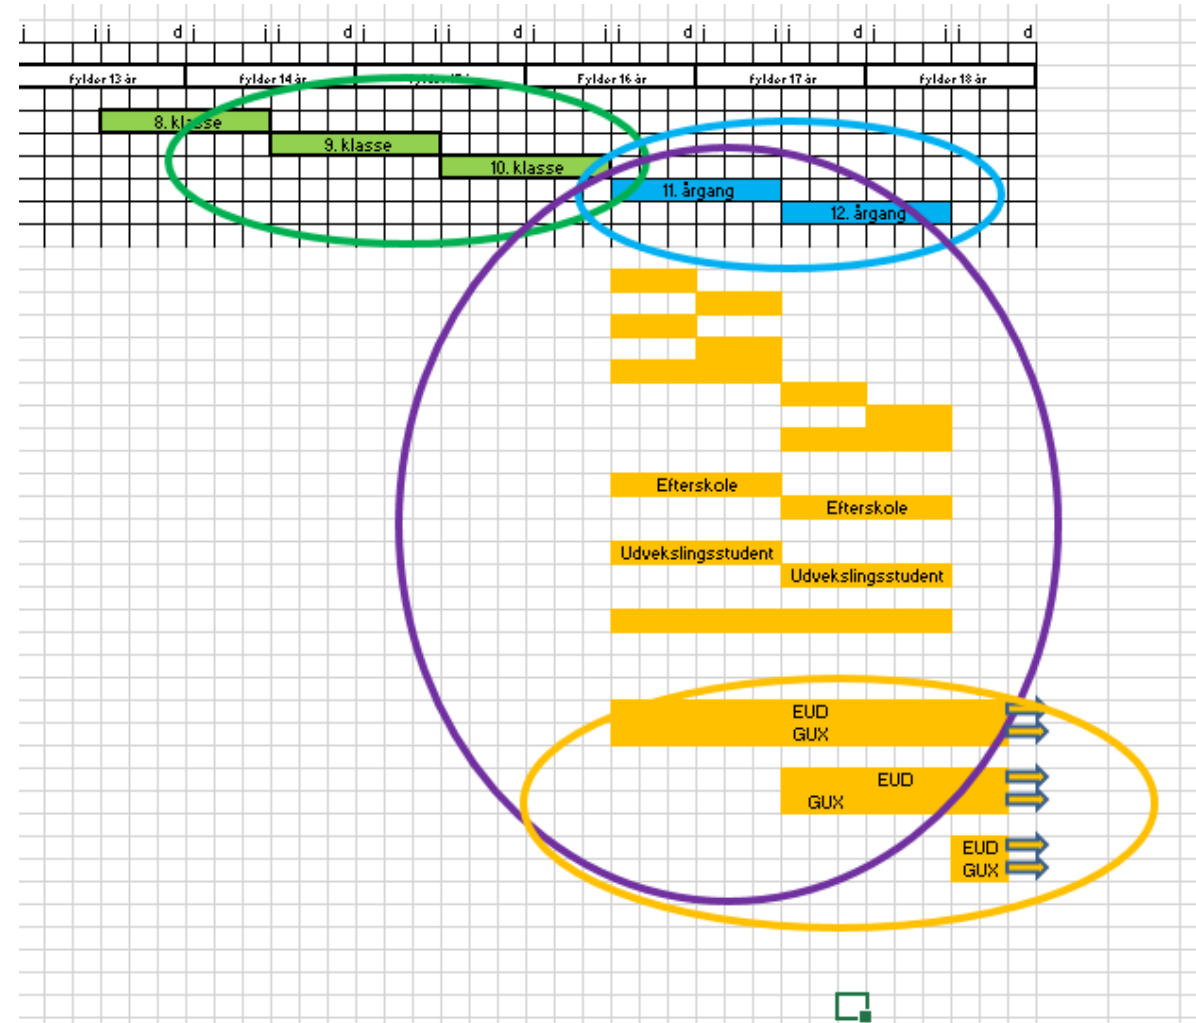 j j j d j j j d j j j d j j j d j j j d j j j d
fylder 13 år fylder 14 år Fylder 16 år fylder 17 år fylder 18 år
8. klasse
9. klasse
10. klasse
11. årgang
12. årgang
Efterskole
Efterskole
Udvekslingsstudent
Udvekslingsstudent
EUD
GUX
EUD
GUX
EUD
GUX